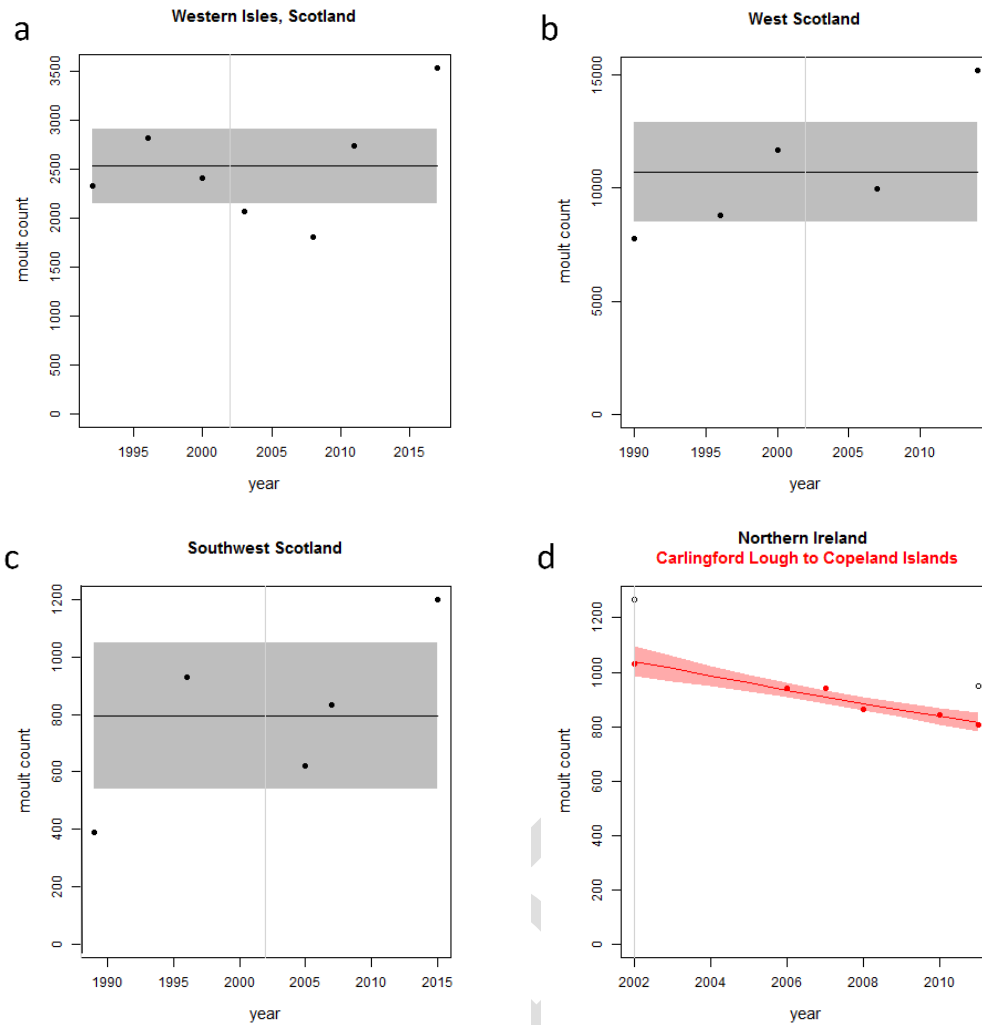 a
Western Isles, Scotland
moult count
0
500
1000
1500
2000
2500
3000
3500
1995
2000
2005
2010
2015
year
b
West Scotland
moult count
0
5000
10000
15000
1990
1995
2000
2005
2010
year
c
Southwest Scotland
moult count
0
200
400
600
800
1000
1200
1990
1995
2000
2005
2010
2015
year
d
Northern Ireland
Carlingford Lough to Copeland Islands
moult count
0
200
400
600
800
1000
1200
2002
2004
2006
2008
2010
year